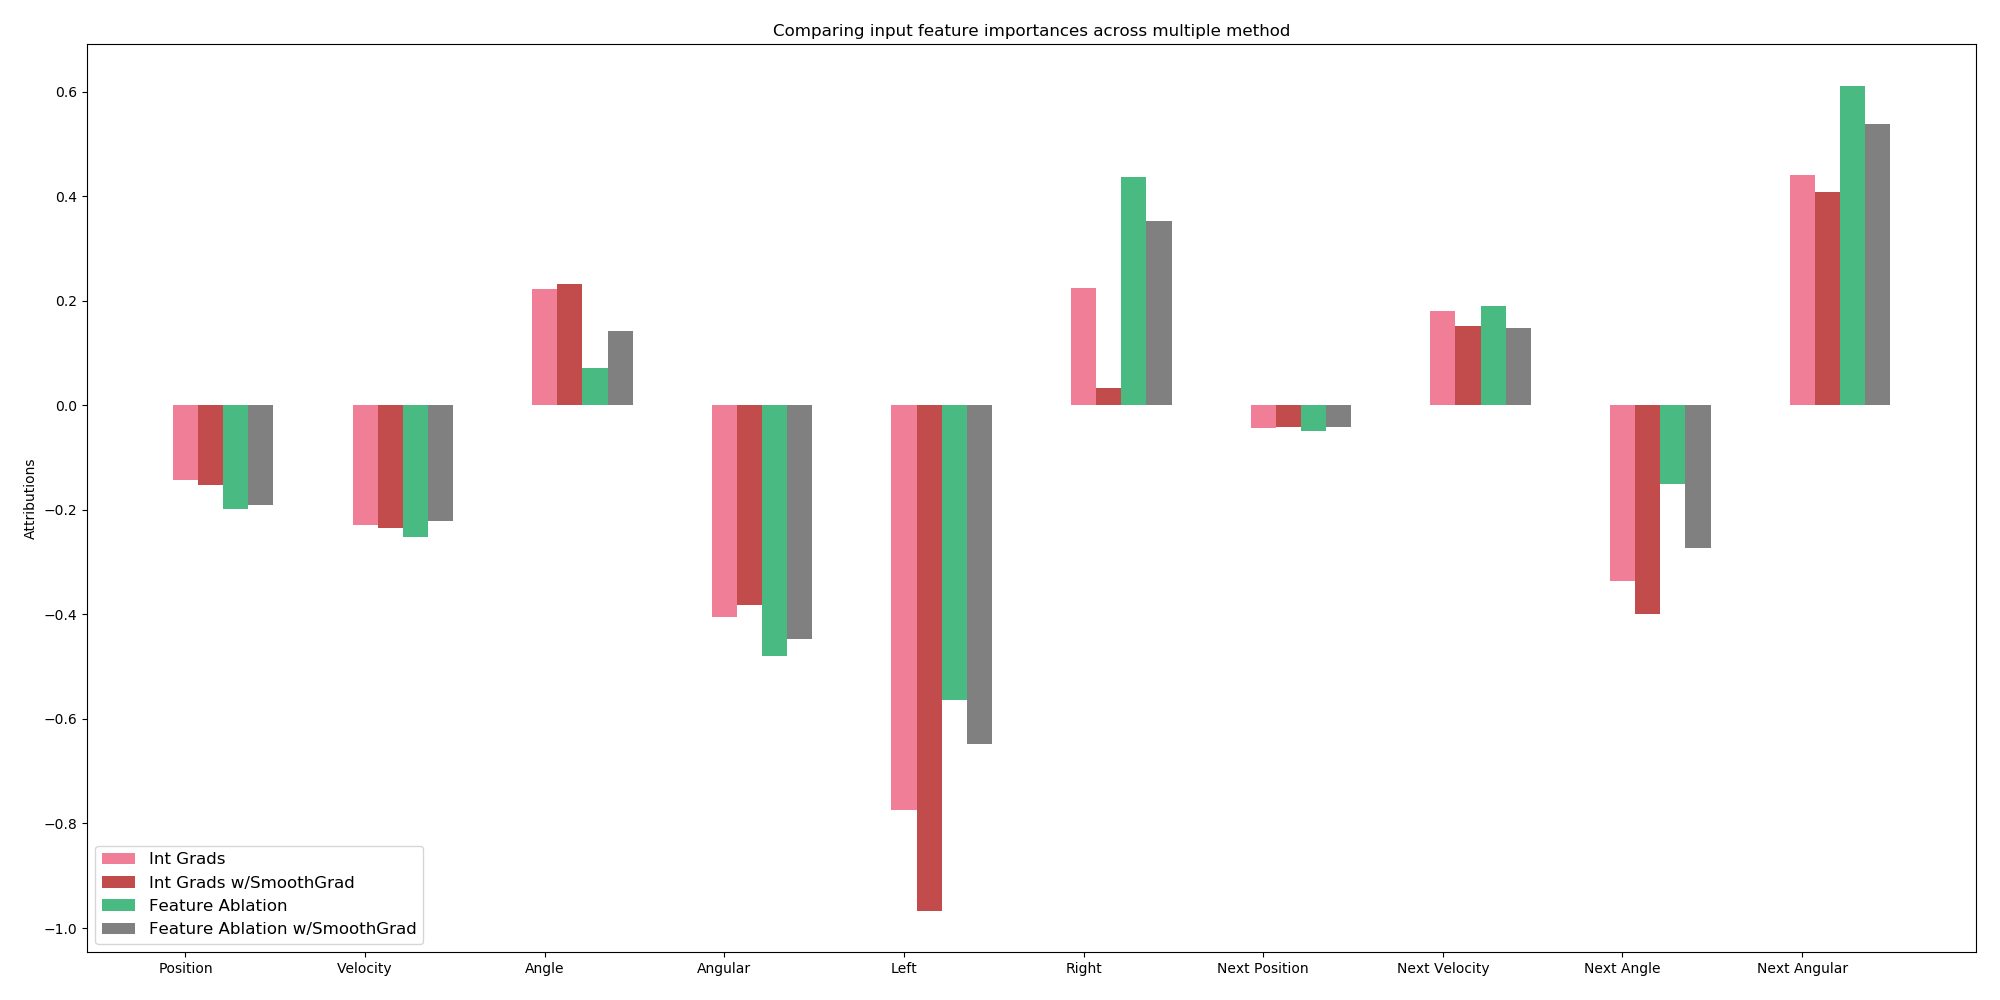 Comparing input feature importances across multiple method
0.6
0.4
0.2
0.0
−0.2
−0.4
−0.6
−0.8
−1.0
Attributions
Int Grads
Int Grads w/SmoothGrad
Feature Ablation
Feature Ablation w/SmoothGrad
Position Velocity Angle Angular Left Right Next Position Next Velocity Next Angle Next Angular